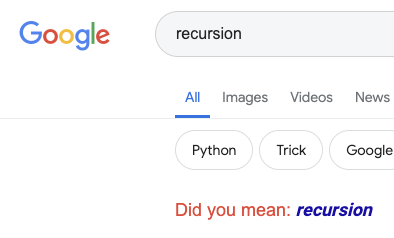 Google recursion
All Images Videos News
Python Trick Google
Did you mean: recursion